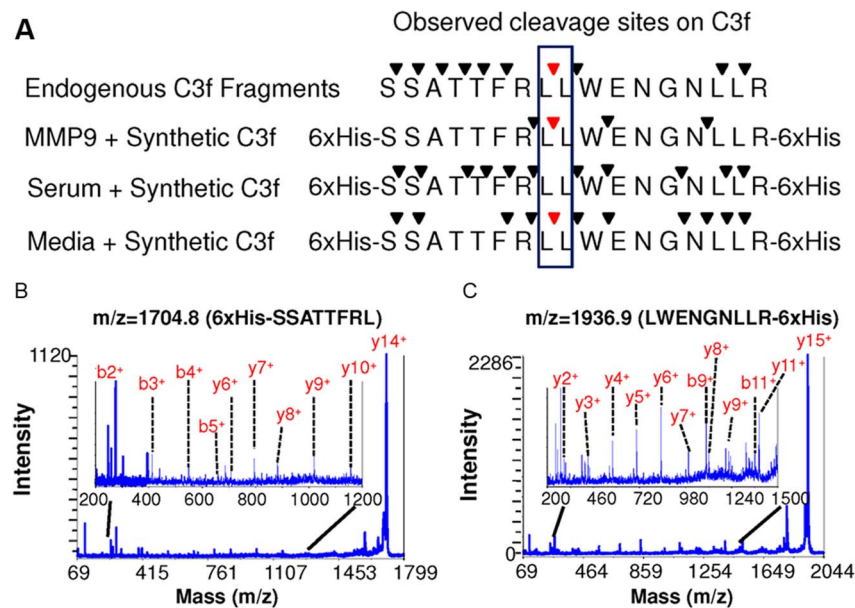 A
Observed cleavage sites on C3f
Endogenous C3f Fragments S S A T T F R L L W E N G N L L R
MMP9 + Synthetic C3f 6xHis-S S A T T F R L L W E N G N L L R-6xHis
Serum + Synthetic C3f 6xHis-S S A T T F R L L W E N G N L L R-6xHis
Media + Synthetic C3f 6xHis-S S A T T F R L L W E N G N L L R-6xHis
B
m/z=1704.8 (6xHis-SSATTFRL)
1120
Intensity
b2+ b3+ b4+ b5+ y6+ y7+ y8+ y9+ y10+ y14+
200 400 600 800 1000 1200
69 415 761 1107 1453 1799
Mass (m/z)
C
m/z=1936.9 (LWENGNLLR-6xHis)
2286
0
Intensity
y2+ y3+ y4+ y5+ y6+ y7+ b9+ y8+ y9+ b11+ y11+ y15+
200 460 720 980 1240 1500
69 464 859 1254 1649 2044
Mass (m/z)